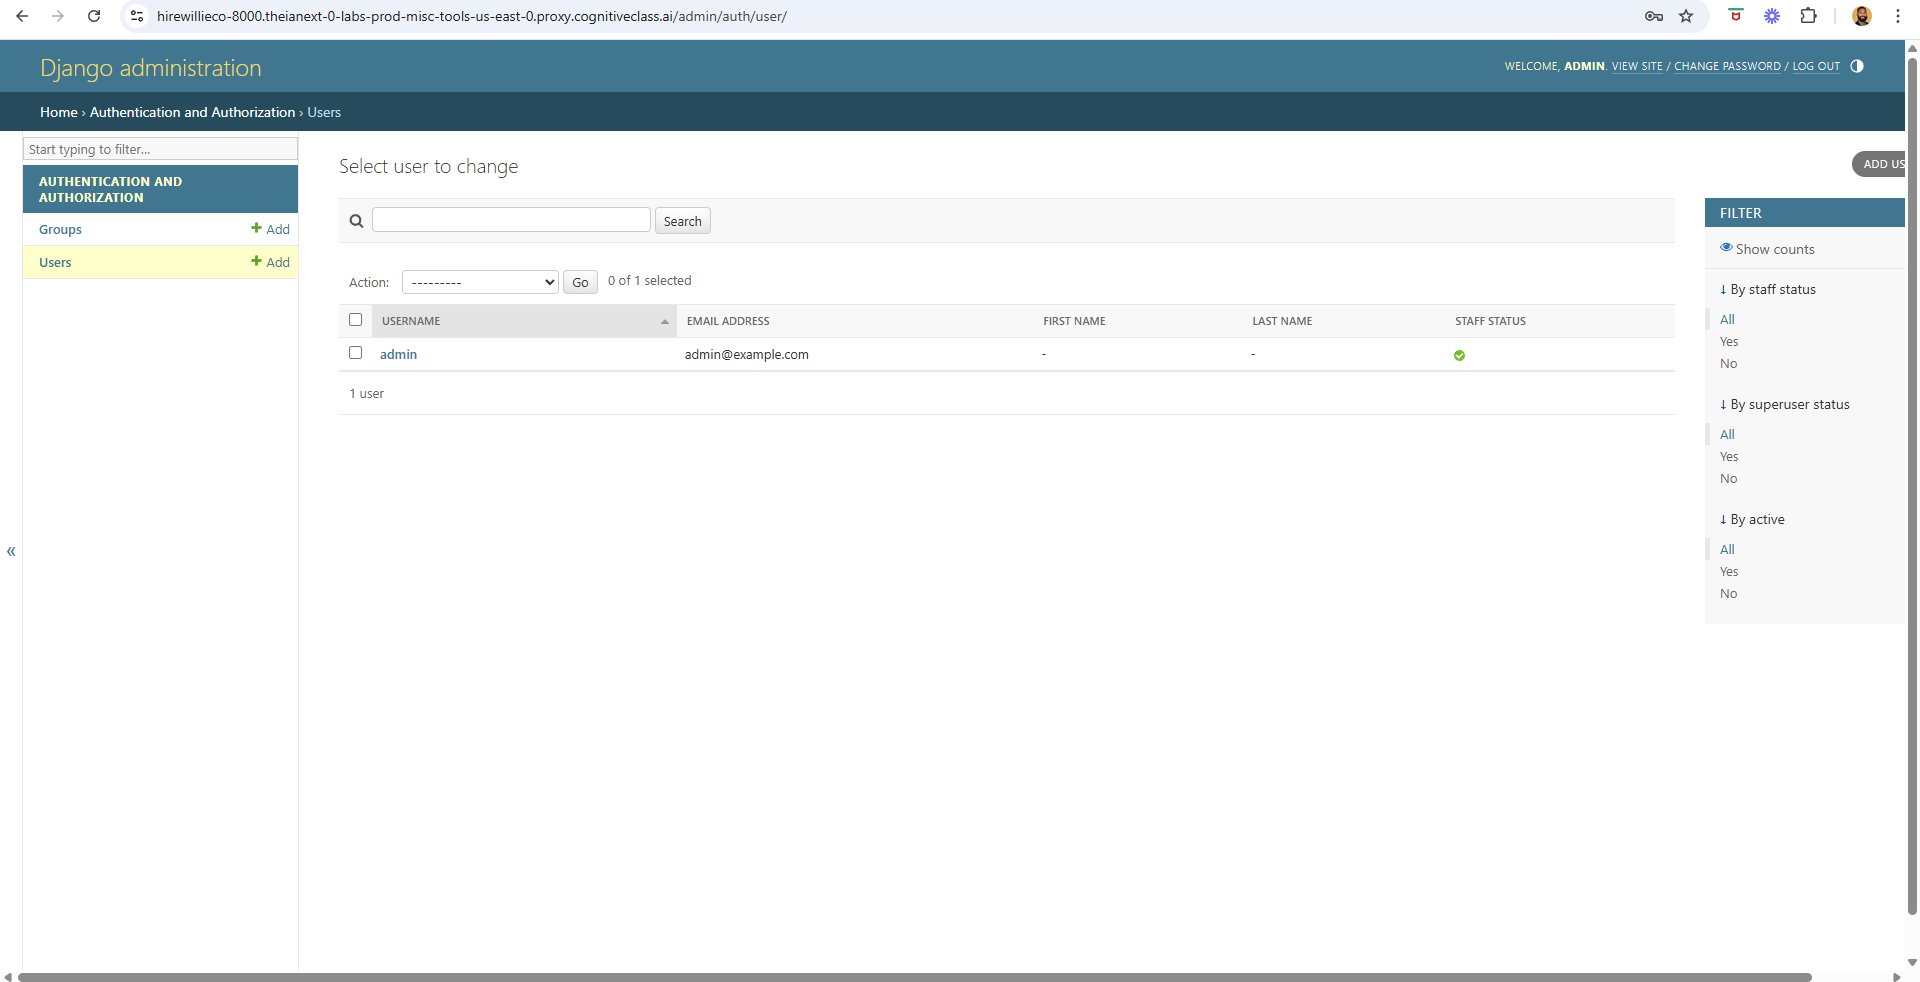 hirewillieco-8000.theianext-0-labs-prod-misc-tools-us-east-0.proxy.cognitiveclass.ai/admin/auth/user/
Django administration
WELCOME, ADMIN. VIEW SITE / CHANGE PASSWORD / LOG OUT
Home › Authentication and Authorization › Users
Start typing to filter...
AUTHENTICATION AND
AUTHORIZATION
Groups + Add
Users + Add
«
Select user to change
ADD US
Search
Action: --------- Go 0 of 1 selected
USERNAME EMAIL ADDRESS FIRST NAME LAST NAME STAFF STATUS
admin admin@example.com - -
1 user
FILTER
Show counts
↓ By staff status
All
Yes
No
↓ By superuser status
All
Yes
No
↓ By active
All
Yes
No